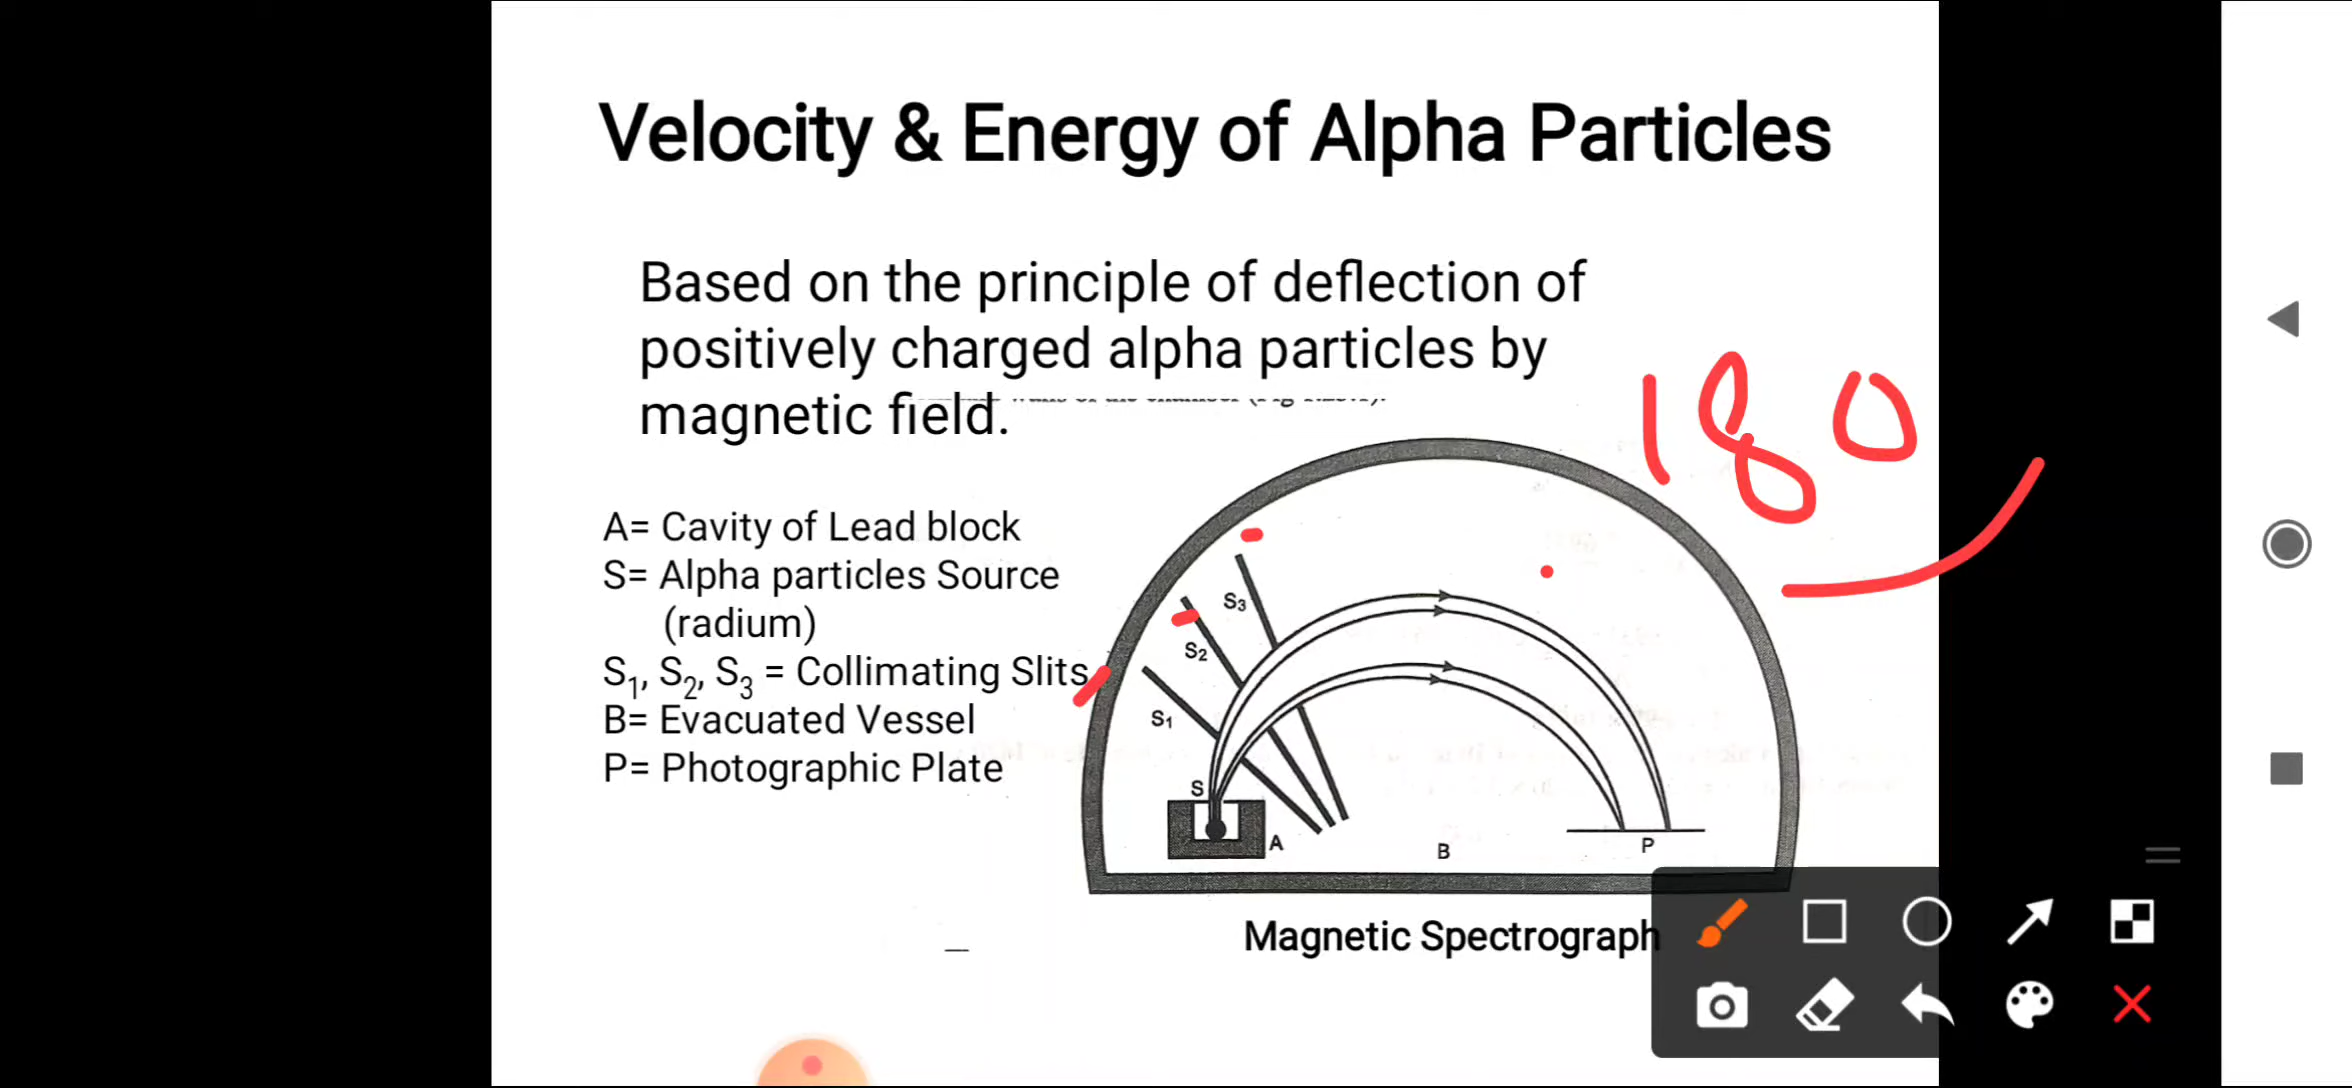 Velocity & Energy of Alpha Particles
Based on the principle of deflection of
positively charged alpha particles by
magnetic field.
180
A= Cavity of Lead block
S= Alpha particles Source
(radium)
S₁, S₂, S₃ = Collimating Slits
B= Evacuated Vessel
P= Photographic Plate
S₃
S₂
S₁
S
A
B
P
Magnetic Spectrograph